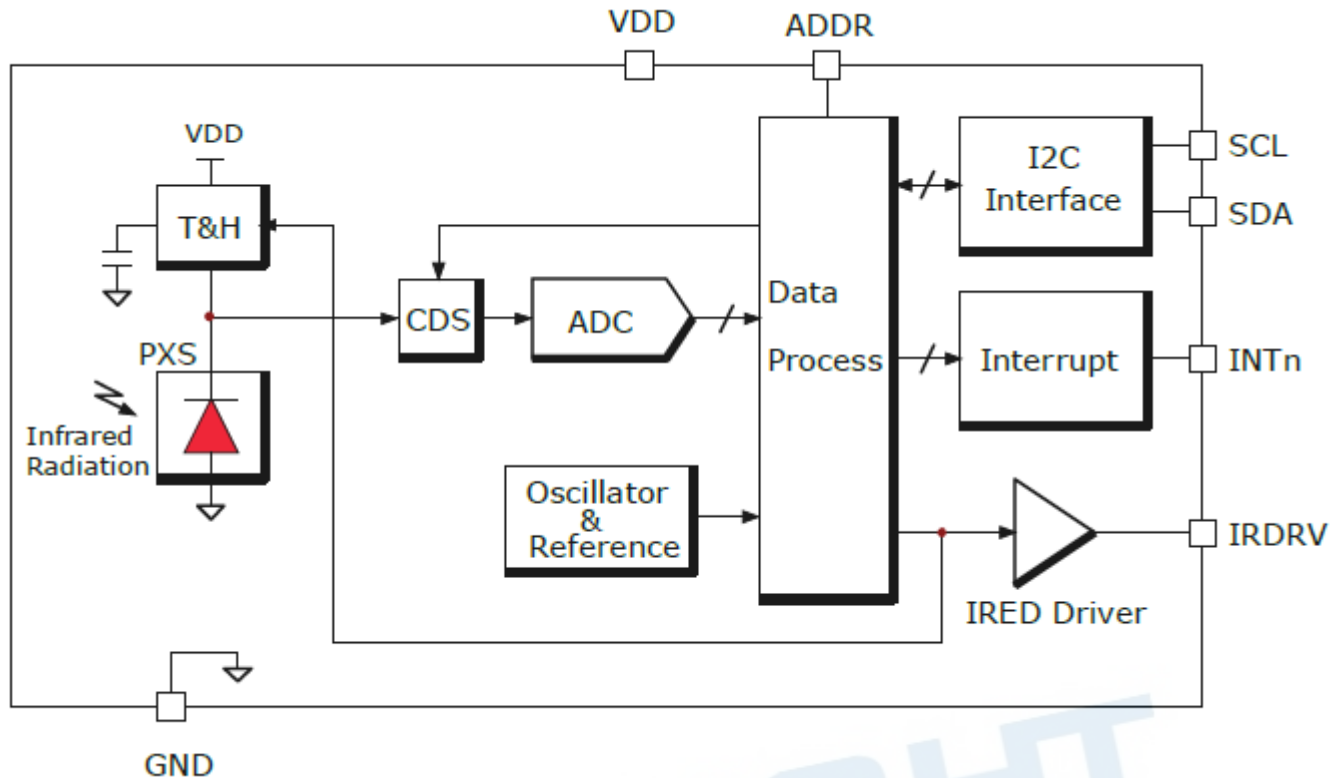 VDD
ADDR
VDD
T&H
I2C
Interface
SCL
SDA
CDS
ADC
Data
Process
PXS
Infrared
Radiation
Interrupt
INTn
Oscillator
&
Reference
IRED Driver
IRDRV
GND